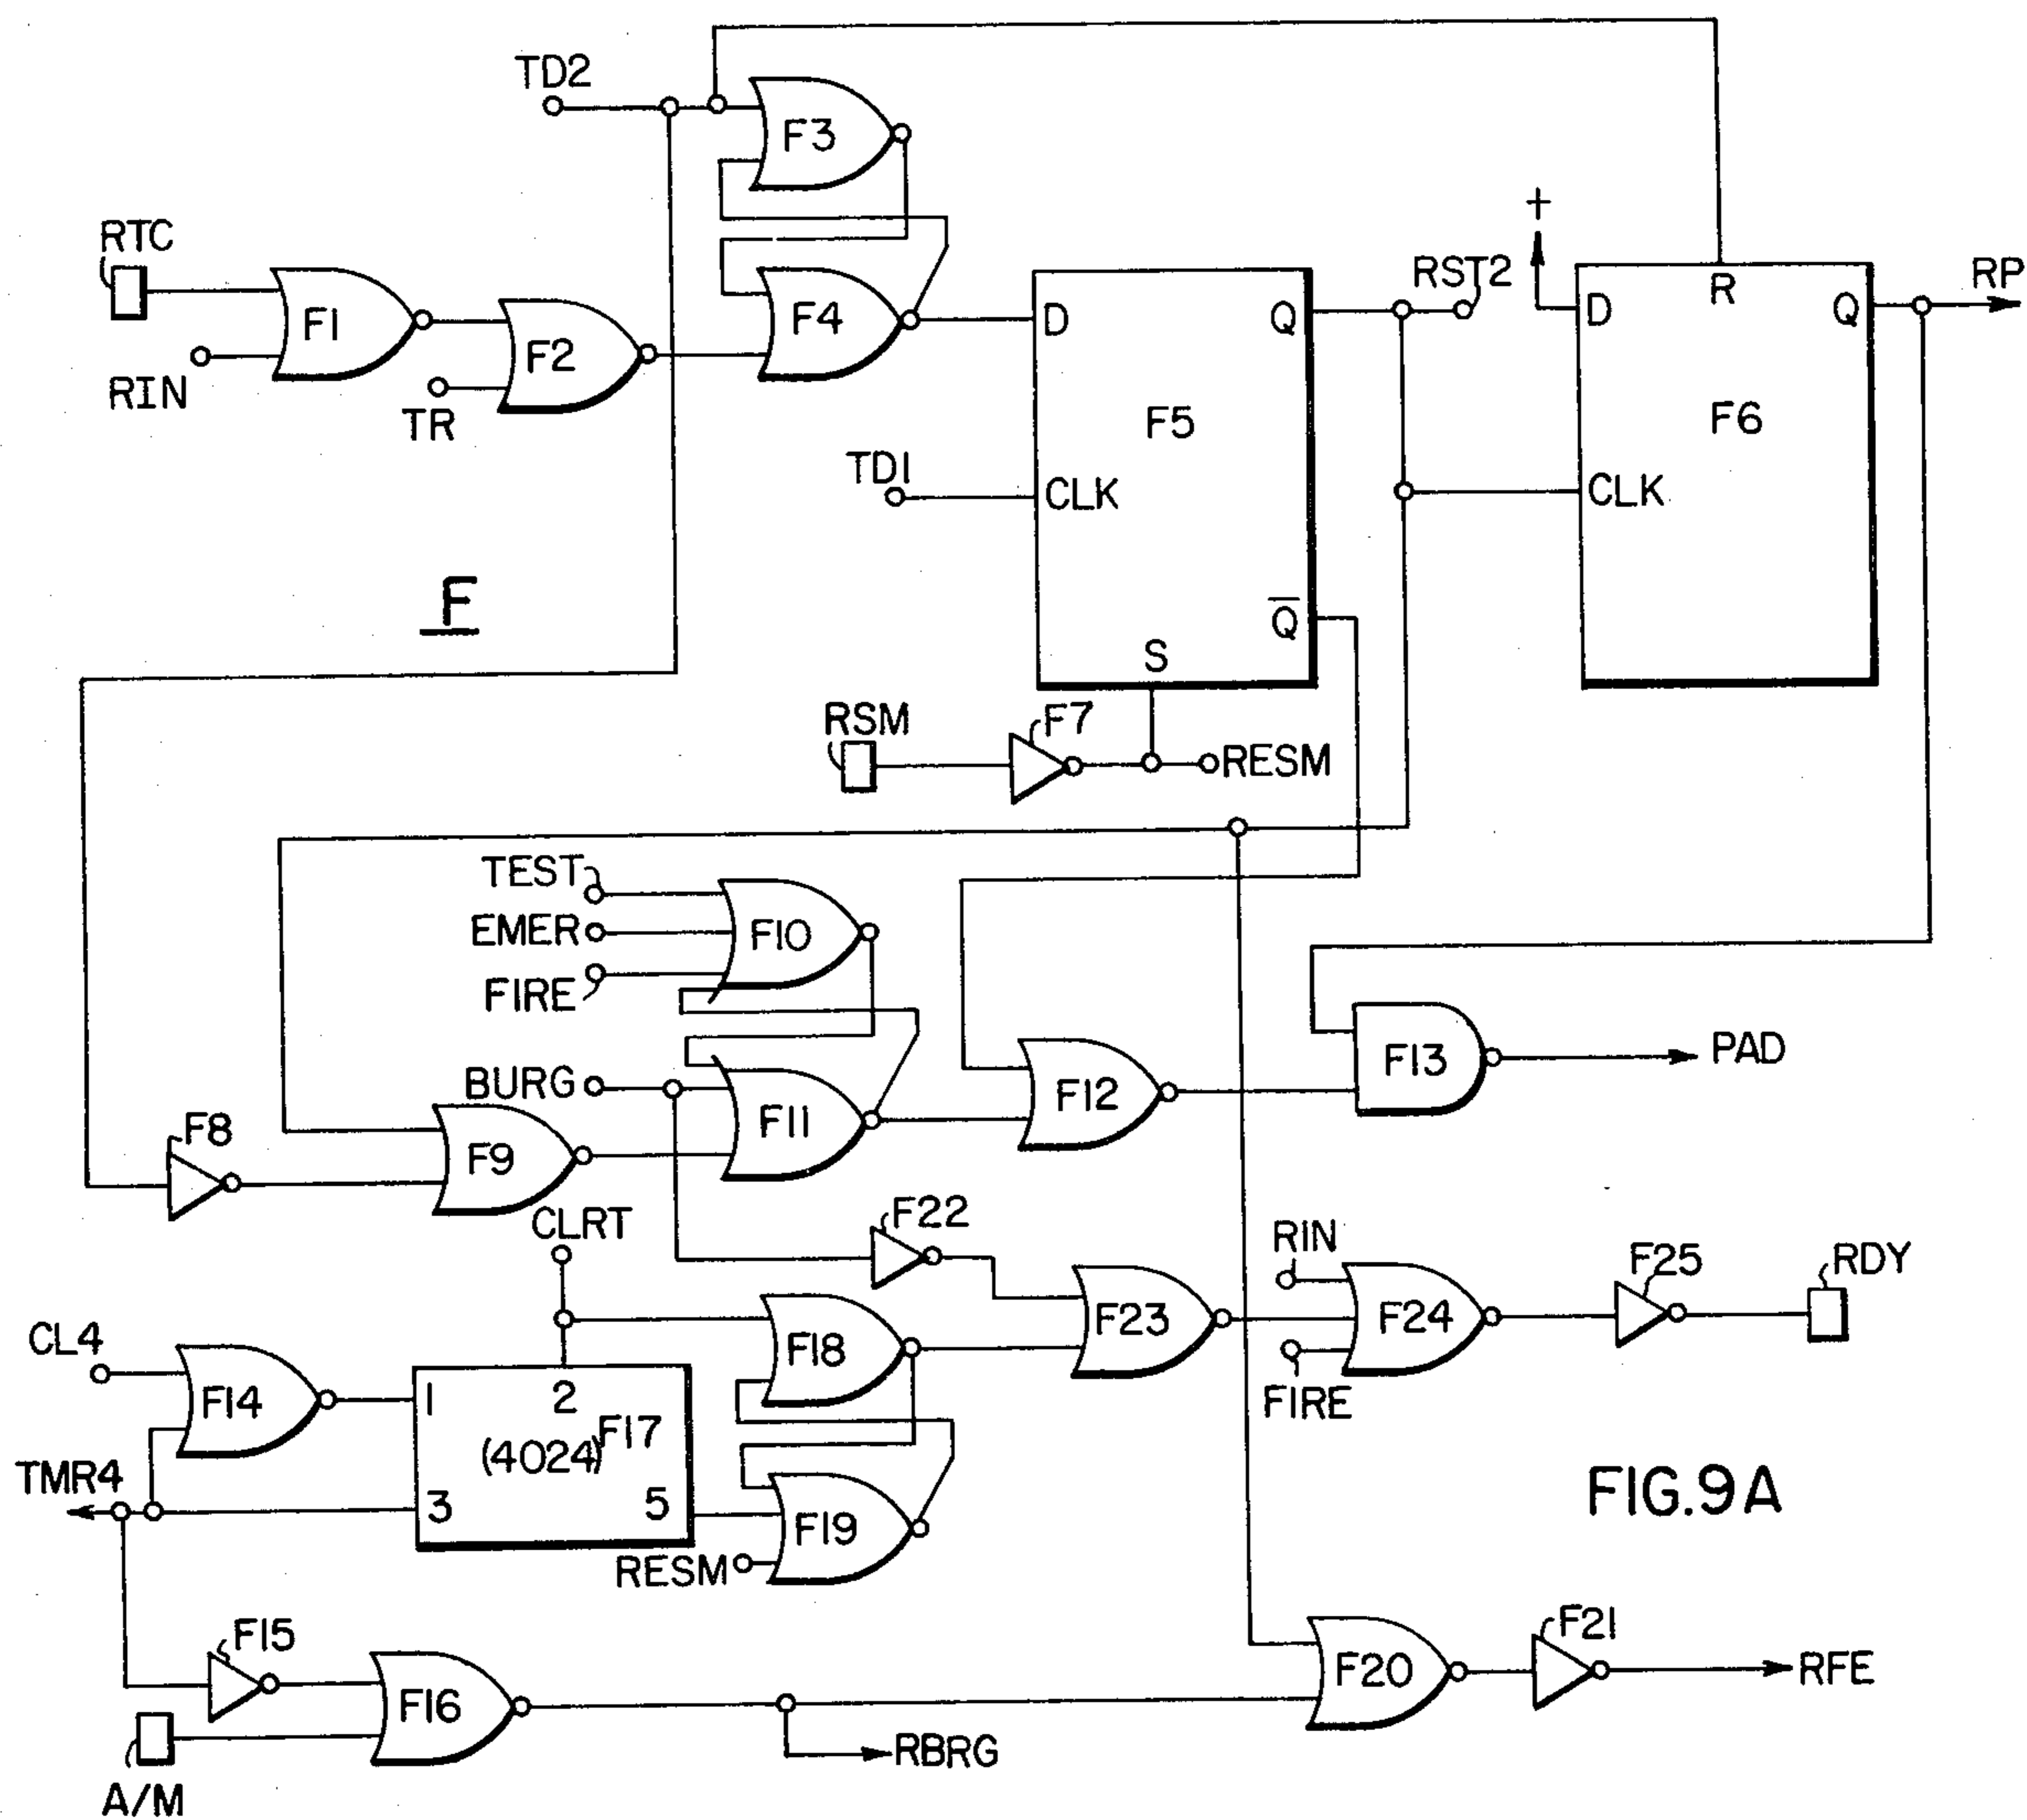 TD2
F3
RTC
RIN
F1
F2
TR
F4
D
Q
RST2
+
D
R
Q
RP
F5
F6
TD1
CLK
CLK
F
Q̅
S
RSM
F7
RESM
TEST
EMER
FIRE
F10
BURG
F11
F12
F13
PAD
F8
F9
CLRT
F22
RIN
F25
RDY
F23
F24
FIRE
CL4
F14
F18
1
2
F17
(4024)
TMR4
3
5
F19
RESM
FIG.9A
F15
F16
A/M
RBRG
F20
F21
RFE